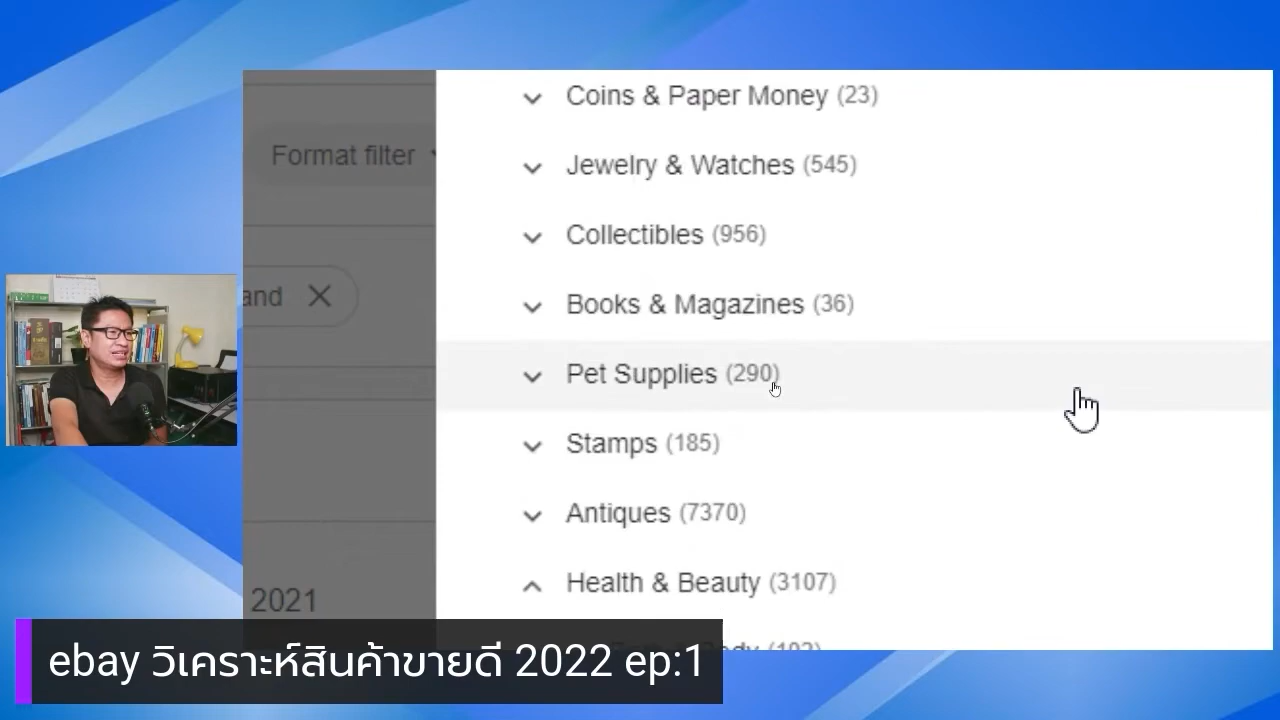 Coins & Paper Money (23)
Format filter
Jewelry & Watches (545)
Collectibles (956)
and
Books & Magazines (36)
Pet Supplies (290)
Stamps (185)
Antiques (7370)
Health & Beauty (3107)
2021
ebay วิเคราะห์สินค้าขายดี 2022 ep:1